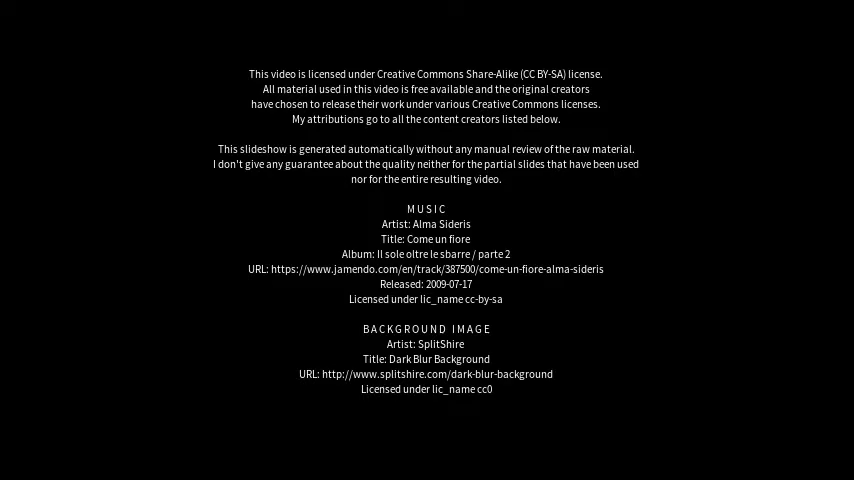 This video is licensed under Creative Commons Share-Alike (CC BY-SA) license.
All material used in this video is free available and the original creators
have chosen to release their work under various Creative Commons licenses.
My attributions go to all the content creators listed below.
This slideshow is generated automatically without any manual review of the raw material.
I don't give any guarantee about the quality neither for the partial slides that have been used
nor for the entire resulting video.
MUSIC
Artist: Alma Sideris
Title: Come un fiore
Album: Il sole oltre le sbarre / parte 2
URL: https://www.jamendo.com/en/track/387500/come-un-fiore-alma-sideris
Released: 2009-07-17
Licensed under lic_name cc-by-sa
BACKGROUND IMAGE
Artist: SplitShire
Title: Dark Blur Background
URL: http://www.splitshire.com/dark-blur-background
Licensed under lic_name cc0